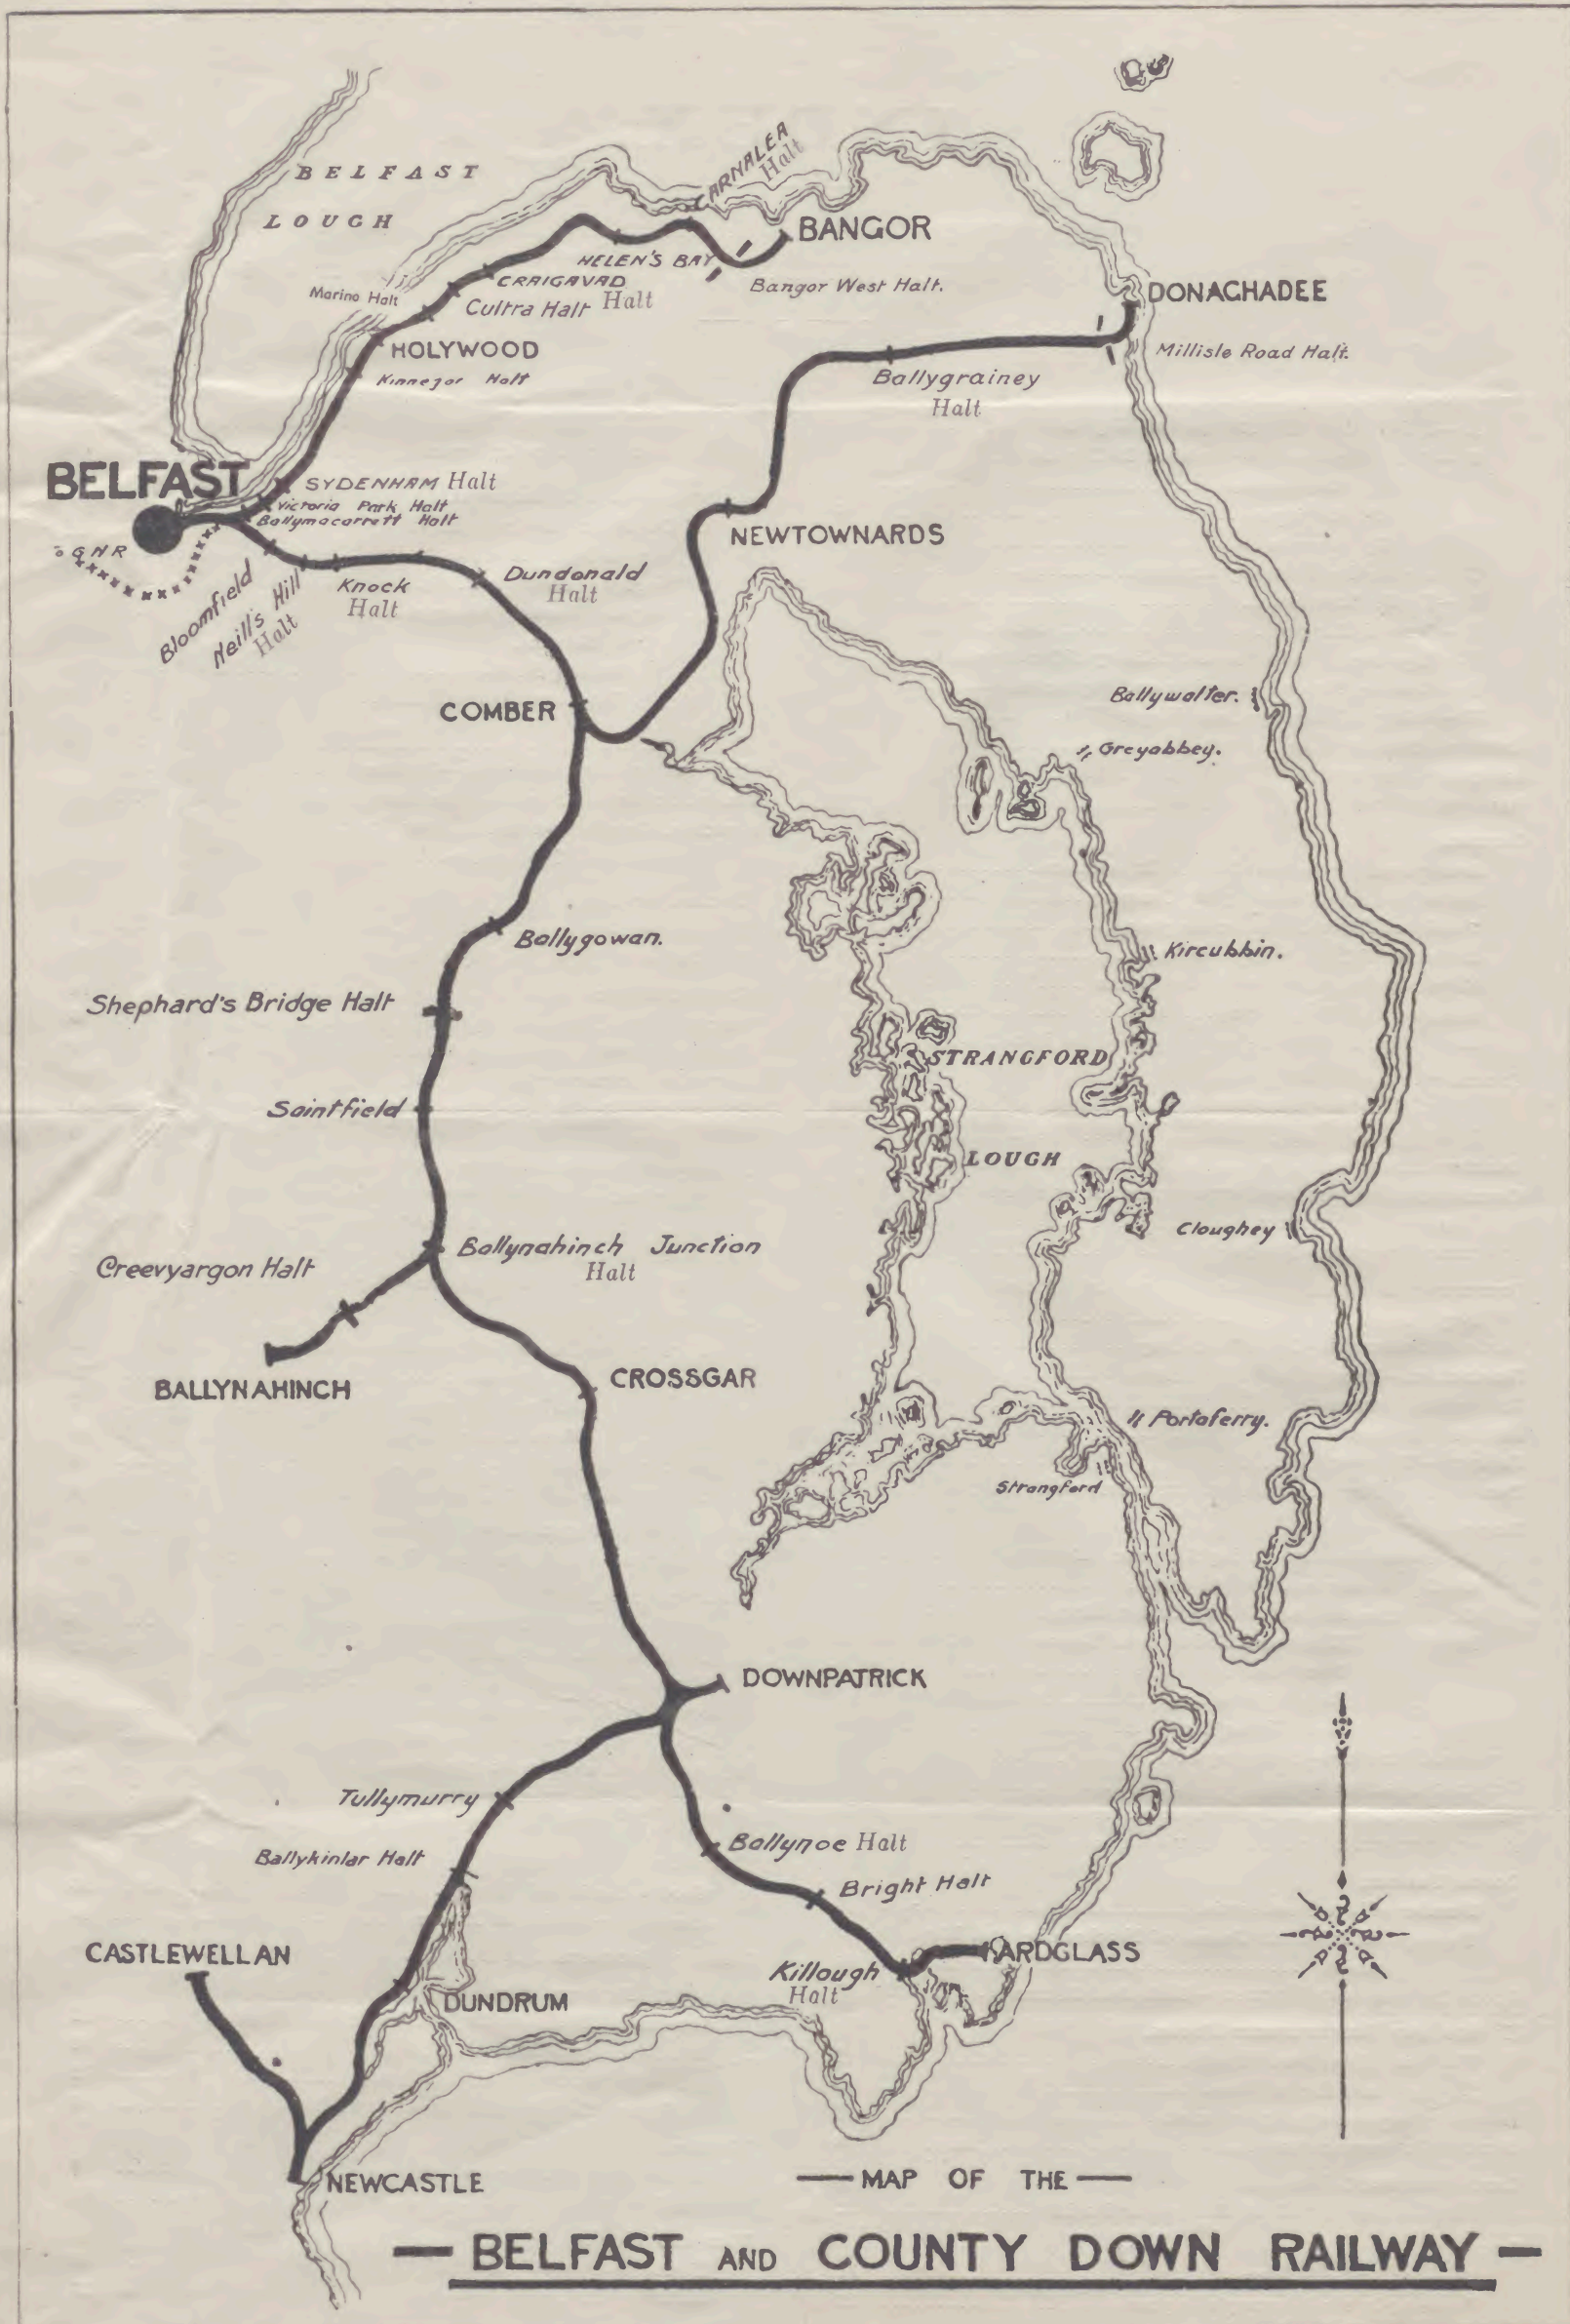 BELFAST
LOUGH
CARNALEA
Halt
BANGOR
HELEN'S BAY
CRAIGAVAD
Halt
Bangor West Halt.
Marino Halt
Cultra Halt
DONAGHADEE
HOLYWOOD
Millisle Road Halt.
Kinnegar Halt
Ballygrainey
Halt
BELFAST
SYDENHAM Halt
Victoria Park Halt
Ballymacarrett Halt
NEWTOWNARDS
GNR
Bloomfield
Neill's Hill
Halt
Knock
Halt
Dundonald
Halt
Ballywalter.
COMBER
Greyabbey.
Ballygowan.
Kircubbin.
Shephard's Bridge Halt
STRANGFORD
LOUGH
Saintfield
Cloughey
Ballynahinch Junction
Halt
Creevyargon Halt
BALLYNAHINCH
CROSSGAR
Portaferry.
Strangford
DOWNPATRICK
Tullymurry
Ballynoe Halt
Ballykinlar Halt
Bright Halt
CASTLEWELLAN
ARDGLASS
Killough
Halt
DUNDRUM
NEWCASTLE
— MAP OF THE —
— BELFAST AND COUNTY DOWN RAILWAY —